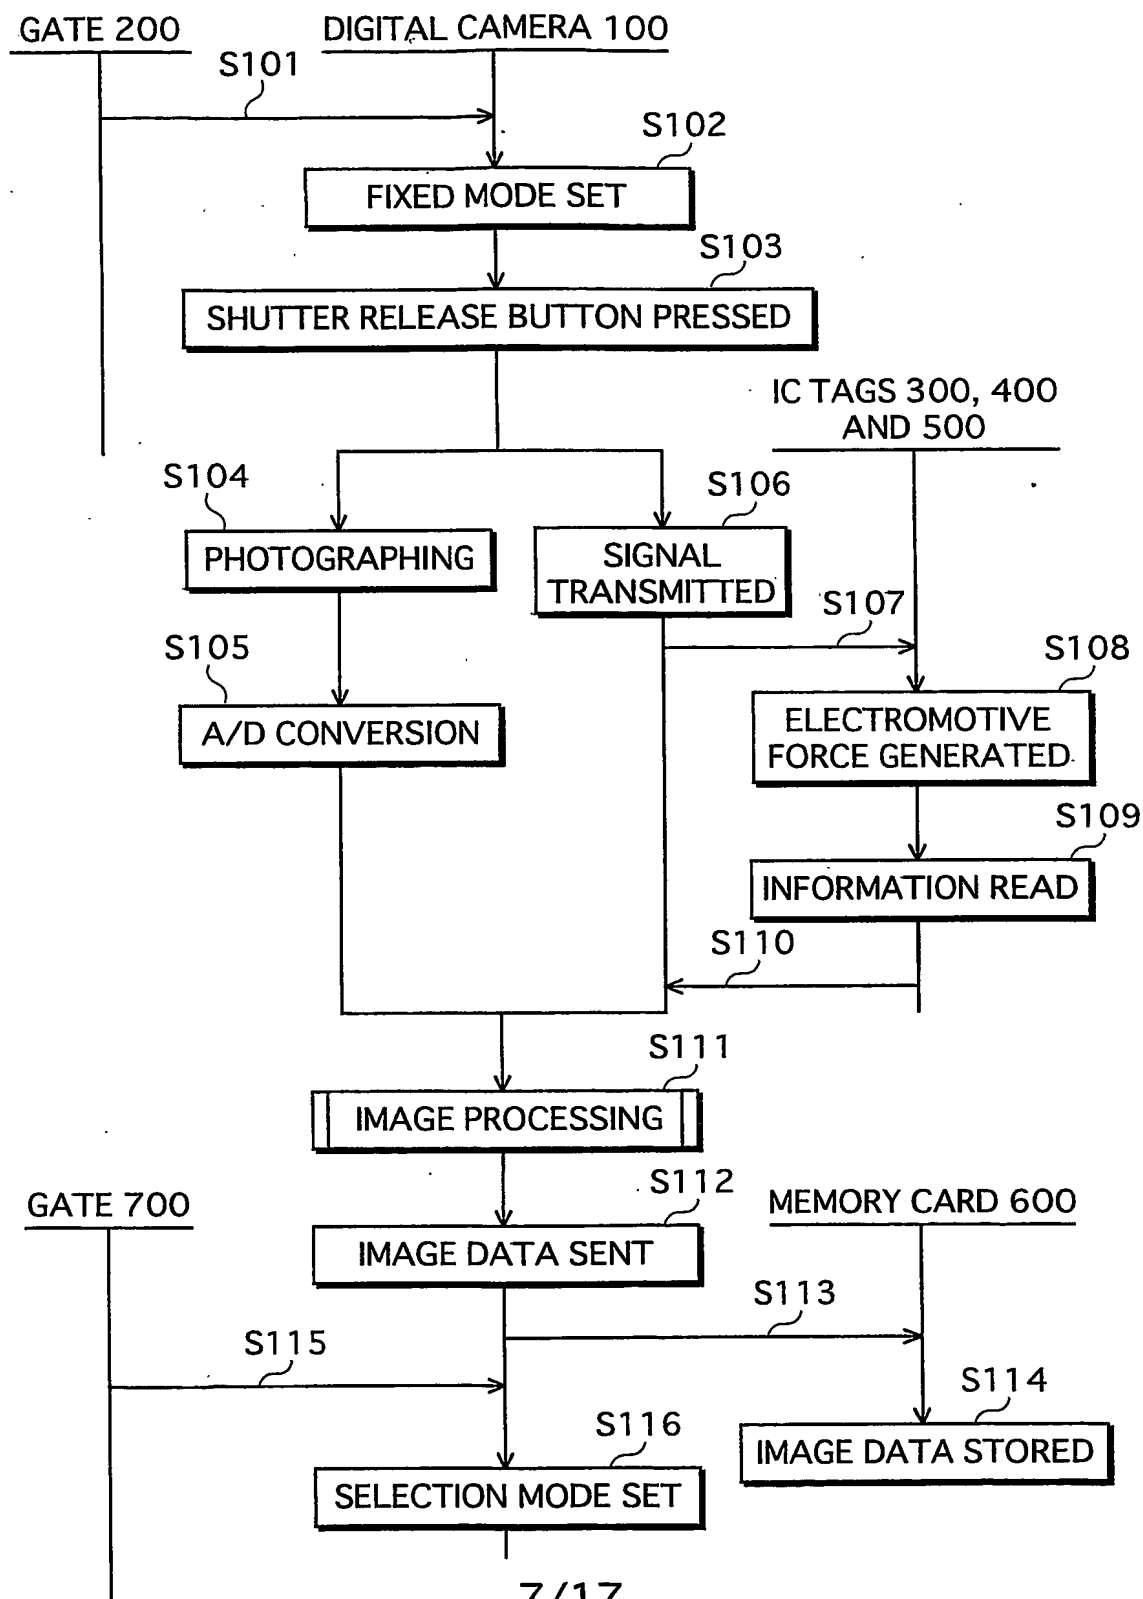 GATE 200
DIGITAL CAMERA 100
S101
S102
FIXED MODE SET
S103
SHUTTER RELEASE BUTTON PRESSED
IC TAGS 300, 400
AND 500
S104
S106
PHOTOGRAPHING
SIGNAL
TRANSMITTED
S107
S105
S108
A/D CONVERSION
ELECTROMOTIVE
FORCE GENERATED
S109
INFORMATION READ
S110
S111
IMAGE PROCESSING
S112
GATE 700
MEMORY CARD 600
IMAGE DATA SENT
S113
S115
S114
S116
IMAGE DATA STORED
SELECTION MODE SET
7/17